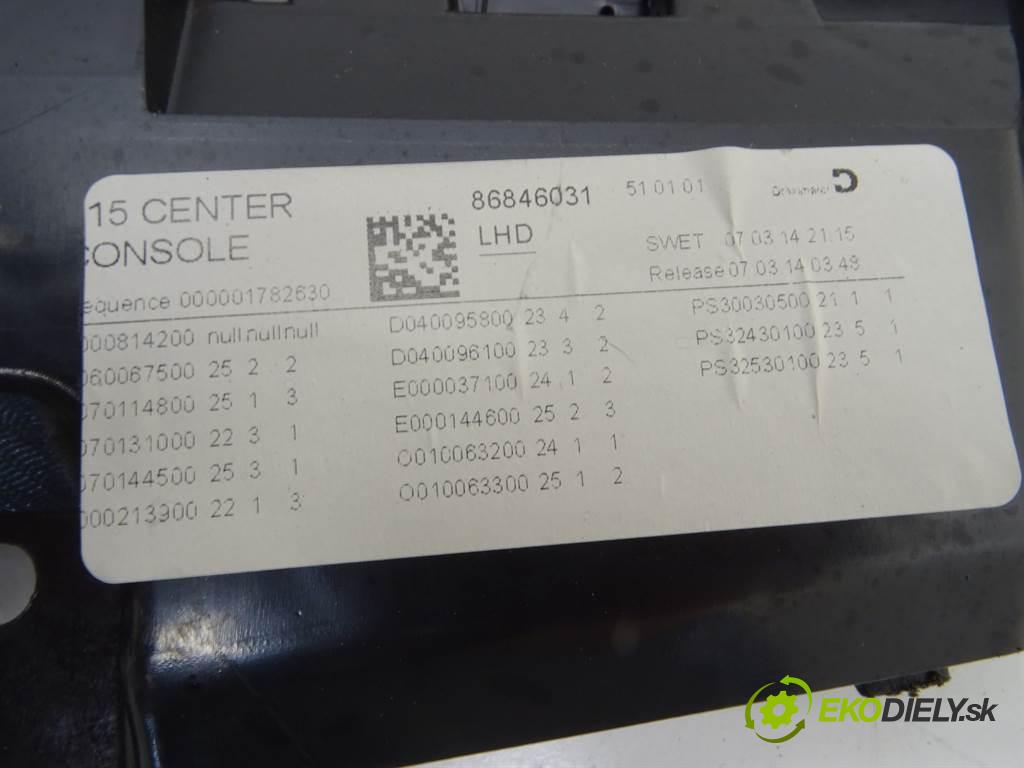 15 CENTER
CONSOLE
86846031
LHD
51 01 01
Dräxlmaier
SWET 07 03 14 21:15
Release 07 03 14 03:48
equence 000001782630
000814200 null null null
060067500 25 2 2
070114800 25 1 3
070131000 22 3 1
070144500 25 3 1
000213900 22 1 3
D040095800 23 4 2
D040096100 23 3 2
E000037100 24 1 2
E000144600 25 2 3
O010063200 24 1 1
O010063300 25 1 2
PS30030500 21 1 1
PS32430100 23 5 1
PS32530100 23 5 1
EKODIELY.sk